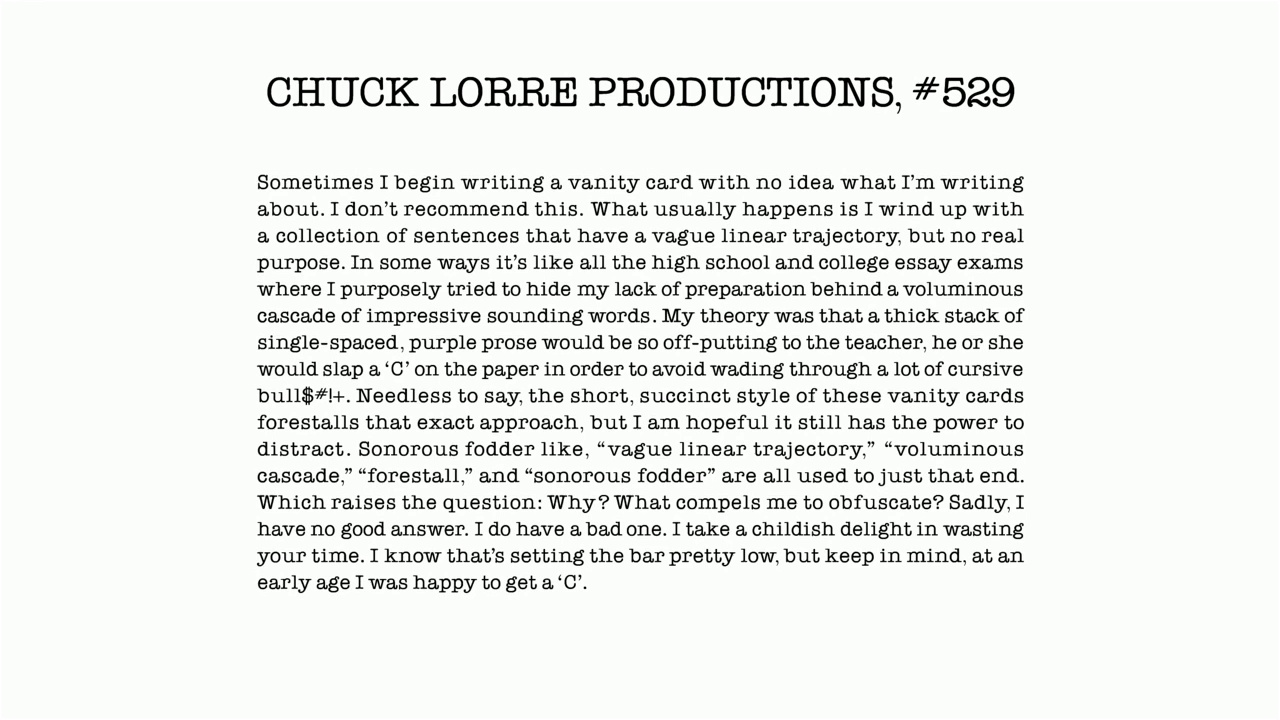 CHUCK LORRE PRODUCTIONS, #529
Sometimes I begin writing a vanity card with no idea what I’m writing
about. I don’t recommend this. What usually happens is I wind up with
a collection of sentences that have a vague linear trajectory, but no real
purpose. In some ways it’s like all the high school and college essay exams
where I purposely tried to hide my lack of preparation behind a voluminous
cascade of impressive sounding words. My theory was that a thick stack of
single-spaced, purple prose would be so off-putting to the teacher, he or she
would slap a ‘C’ on the paper in order to avoid wading through a lot of cursive
bull$#!+. Needless to say, the short, succinct style of these vanity cards
forestalls that exact approach, but I am hopeful it still has the power to
distract. Sonorous fodder like, “vague linear trajectory,” “voluminous
cascade,” “forestall,” and “sonorous fodder” are all used to just that end.
Which raises the question: Why? What compels me to obfuscate? Sadly, I
have no good answer. I do have a bad one. I take a childish delight in wasting
your time. I know that’s setting the bar pretty low, but keep in mind, at an
early age I was happy to get a ‘C’.